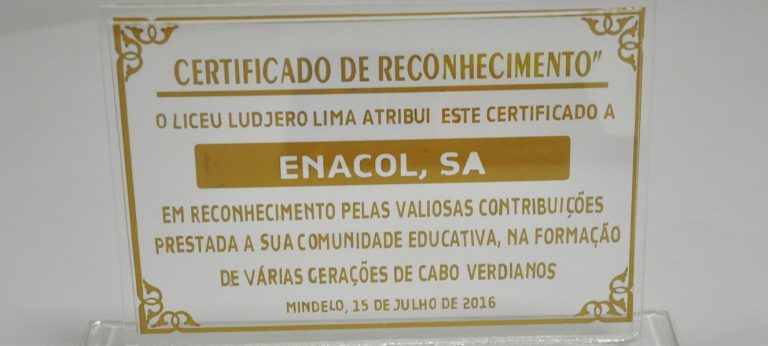 CERTIFICADO DE RECONHECIMENTO"
O LICEU LUDJERO LIMA ATRIBUI ESTE CERTIFICADO A
ENACOL, SA
EM RECONHECIMENTO PELAS VALIOSAS CONTRIBUIÇÕES
PRESTADA A SUA COMUNIDADE EDUCATIVA, NA FORMAÇÃO
DE VÁRIAS GERAÇÕES DE CABO VERDIANOS
MINDELO, 15 DE JULHO DE 2016